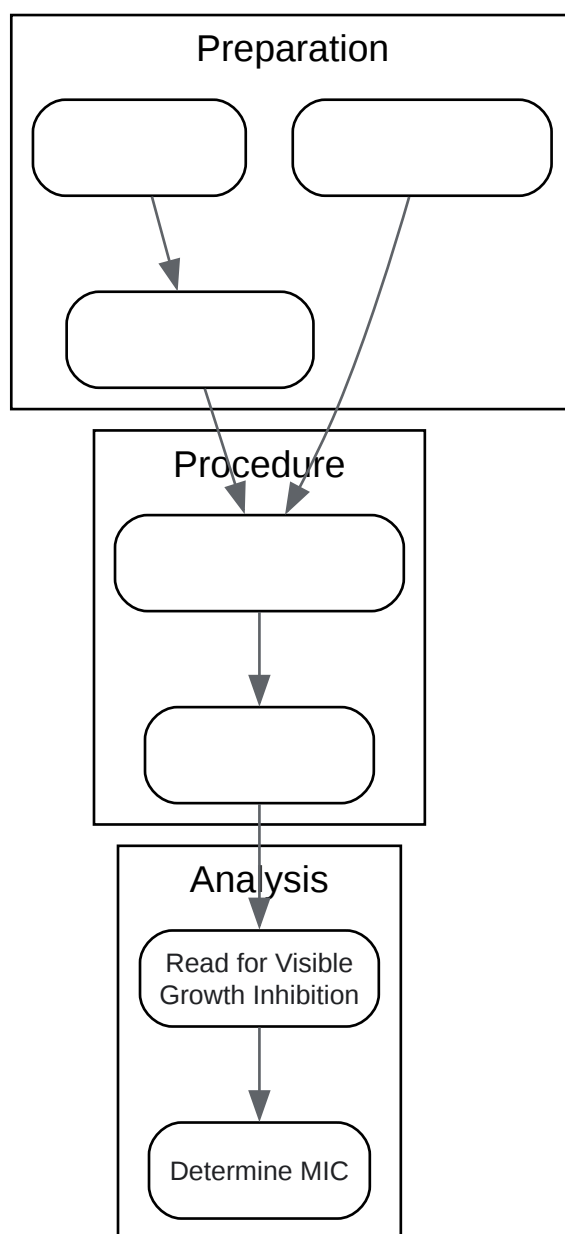 Preparation
Procedure
Analysis
Read for Visible
Growth Inhibition
Determine MIC